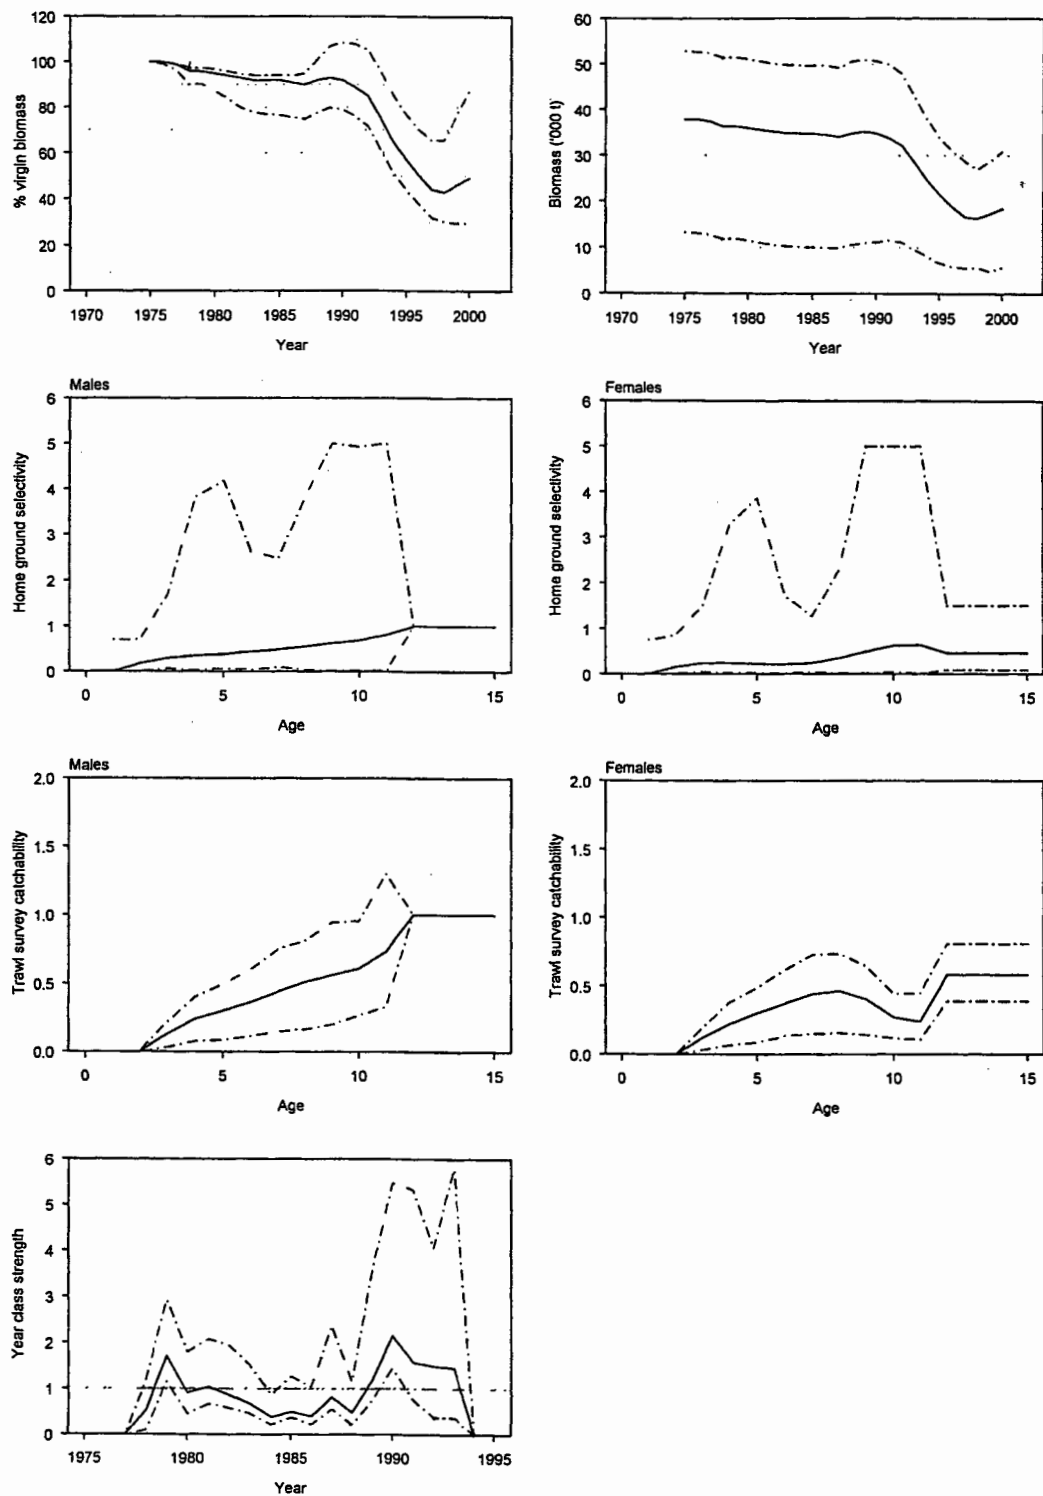 120
100
80
60
40
20
0
% virgin biomass
1970 1975 1980 1985 1990 1995 2000
Year
60
50
40
30
20
10
0
Biomass ('000 t)
1970 1975 1980 1985 1990 1995 2000
Year
Males
6
5
4
3
2
1
0
Home ground selectivity
0 5 10 15
Age
Females
6
5
4
3
2
1
0
Home ground selectivity
0 5 10 15
Age
Males
2.0
1.5
1.0
0.5
0.0
Trawl survey catchability
0 5 10 15
Age
Females
2.0
1.5
1.0
0.5
0.0
Trawl survey catchability
0 5 10 15
Age
6
5
4
3
2
1
0
Year class strength
1975 1980 1985 1990 1995
Year